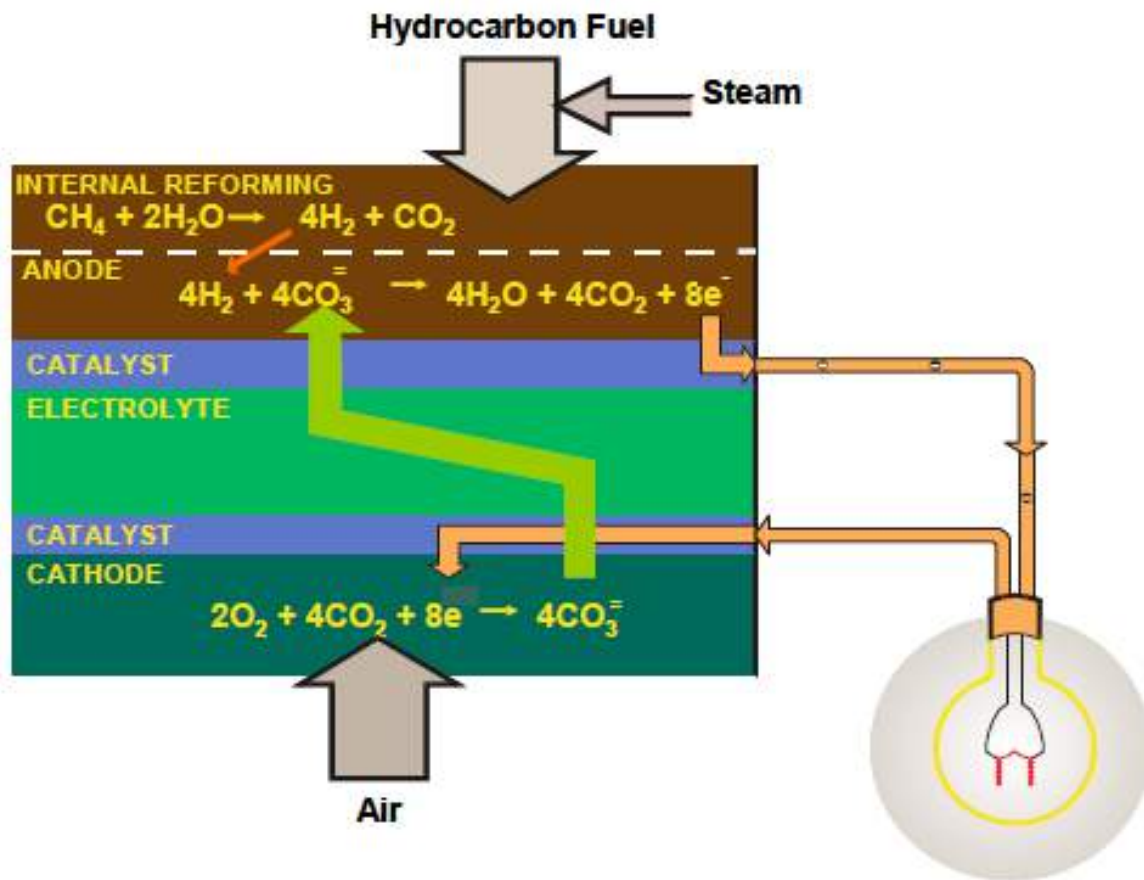 Hydrocarbon Fuel
Steam
INTERNAL REFORMING
CH₄ + 2H₂O → 4H₂ + CO₂
ANODE
4H₂ + 4CO₃⁼ → 4H₂O + 4CO₂ + 8e⁻
CATALYST
ELECTROLYTE
CATALYST
CATHODE
2O₂ + 4CO₂ + 8e → 4CO₃⁼
Air